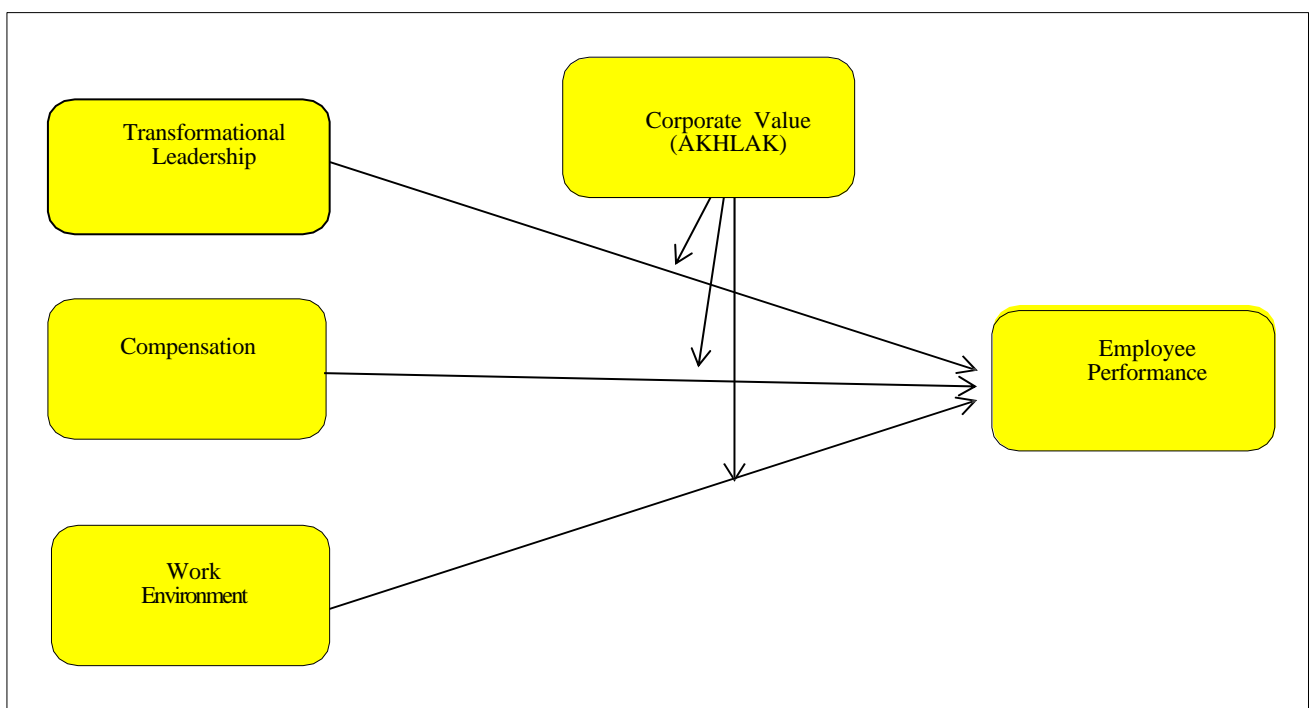 Transformational
Leadership
Corporate Value
(AKHLAK)
Compensation
Employee
Performance
Work
Environment